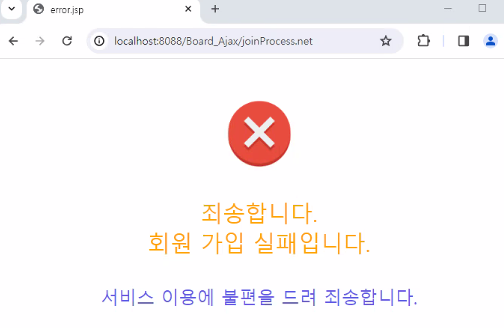 error.jsp
localhost:8088/Board_Ajax/joinProcess.net
죄송합니다.
회원 가입 실패입니다.
서비스 이용에 불편을 드려 죄송합니다.